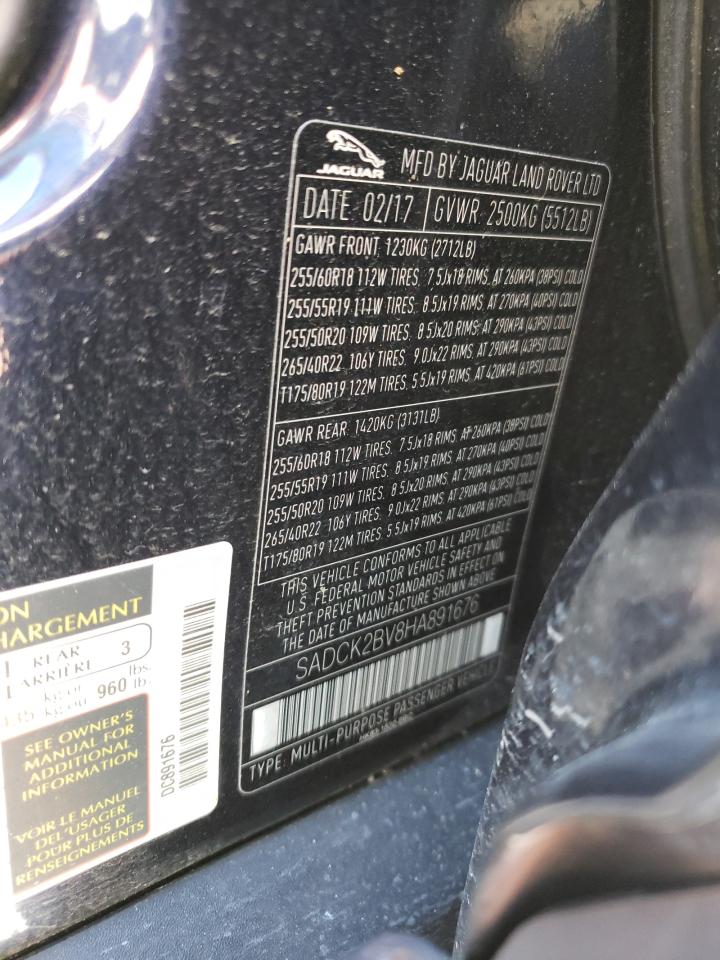 JAGUAR MFD BY JAGUAR LAND ROVER LTD
DATE: 02/17 GVWR: 2500KG (5512LB)
GAWR FRONT: 1230KG (2712LB)
255/60R18 112W TIRES, 7.5Jx18 RIMS, AT 260KPA (38PSI) COLD
255/55R19 111W TIRES, 8.5Jx19 RIMS, AT 270KPA (40PSI) COLD
255/50R20 109W TIRES, 8.5Jx20 RIMS, AT 290KPA (43PSI) COLD
265/40R22 106Y TIRES, 9.0Jx22 RIMS, AT 290KPA (43PSI) COLD
T175/80R19 122M TIRES, 5.5Jx19 RIMS, AT 420KPA (61PSI) COLD
GAWR REAR: 1420KG (3131LB)
255/60R18 112W TIRES, 7.5Jx18 RIMS, AT 260KPA (38PSI) COLD
255/55R19 111W TIRES, 8.5Jx19 RIMS, AT 270KPA (40PSI) COLD
255/50R20 109W TIRES, 8.5Jx20 RIMS, AT 290KPA (43PSI) COLD
265/40R22 106Y TIRES, 9.0Jx22 RIMS, AT 290KPA (43PSI) COLD
T175/80R19 122M TIRES, 5.5Jx19 RIMS, AT 420KPA (61PSI) COLD
THIS VEHICLE CONFORMS TO ALL APPLICABLE
U.S. FEDERAL MOTOR VEHICLE SAFETY AND
THEFT PREVENTION STANDARDS IN EFFECT ON
THE DATE OF MANUFACTURE SHOWN ABOVE
SADCK2BV8HA891676
TYPE: MULTI-PURPOSE PASSENGER VEHICLE
ON
HARGEMENT
REAR 3
ARRIÈRE
kg or 960 lbs.
kg ou lb.
SEE OWNER'S
MANUAL FOR
ADDITIONAL
INFORMATION
VOIR LE MANUEL
DE L'USAGER
POUR PLUS DE
RENSEIGNEMENTS
DC891676